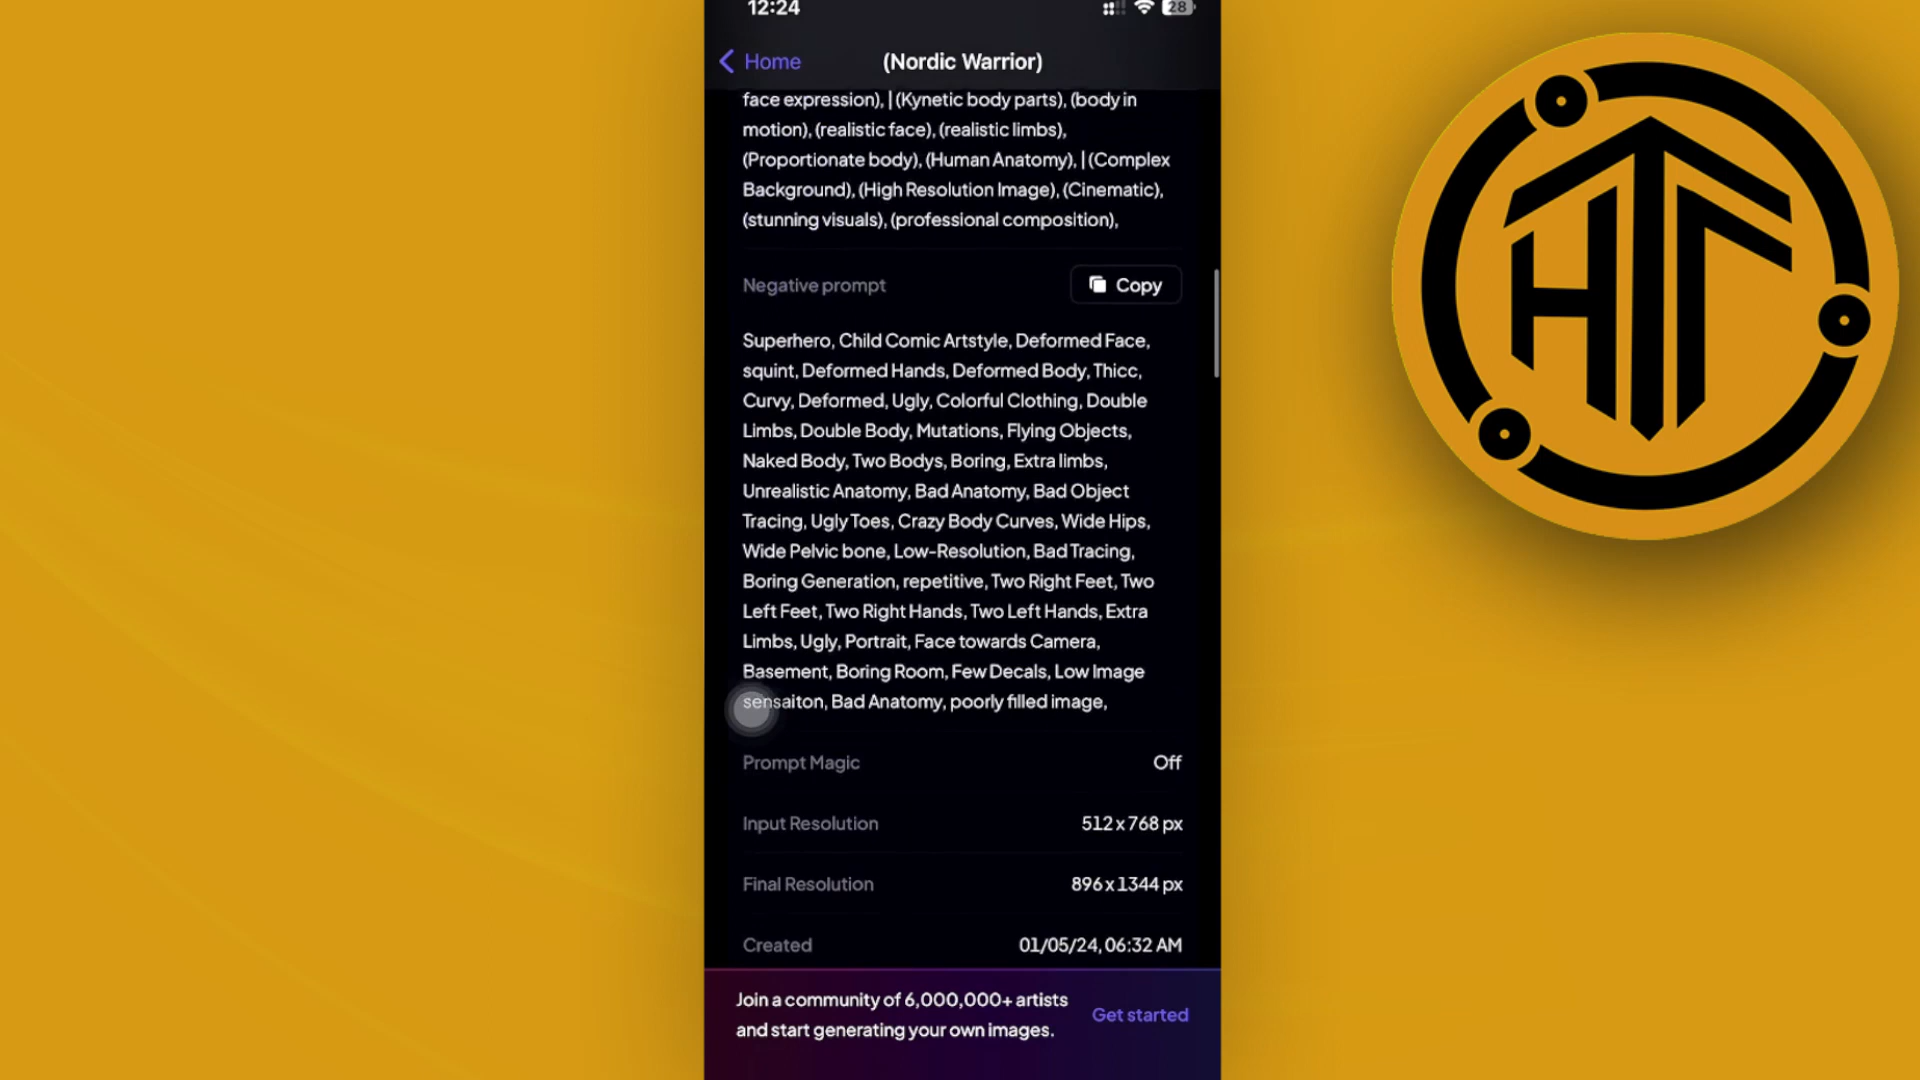 12:24
28
Home
(Nordic Warrior)
face expression), | (Kynetic body parts), (body in
motion), (realistic face), (realistic limbs),
(Proportionate body), (Human Anatomy), | (Complex
Background), (High Resolution Image), (Cinematic),
(stunning visuals), (professional composition),
Negative prompt
Copy
Superhero, Child Comic Artstyle, Deformed Face,
squint, Deformed Hands, Deformed Body, Thicc,
Curvy, Deformed, Ugly, Colorful Clothing, Double
Limbs, Double Body, Mutations, Flying Objects,
Naked Body, Two Bodys, Boring, Extra limbs,
Unrealistic Anatomy, Bad Anatomy, Bad Object
Tracing, Ugly Toes, Crazy Body Curves, Wide Hips,
Wide Pelvic bone, Low-Resolution, Bad Tracing,
Boring Generation, repetitive, Two Right Feet, Two
Left Feet, Two Right Hands, Two Left Hands, Extra
Limbs, Ugly, Portrait, Face towards Camera,
Basement, Boring Room, Few Decals, Low Image
sensaiton, Bad Anatomy, poorly filled image,
Prompt Magic
Off
Input Resolution
512 x 768 px
Final Resolution
896 x 1344 px
Created
01/05/24, 06:32 AM
Join a community of 6,000,000+ artists
and start generating your own images.
Get started
HT